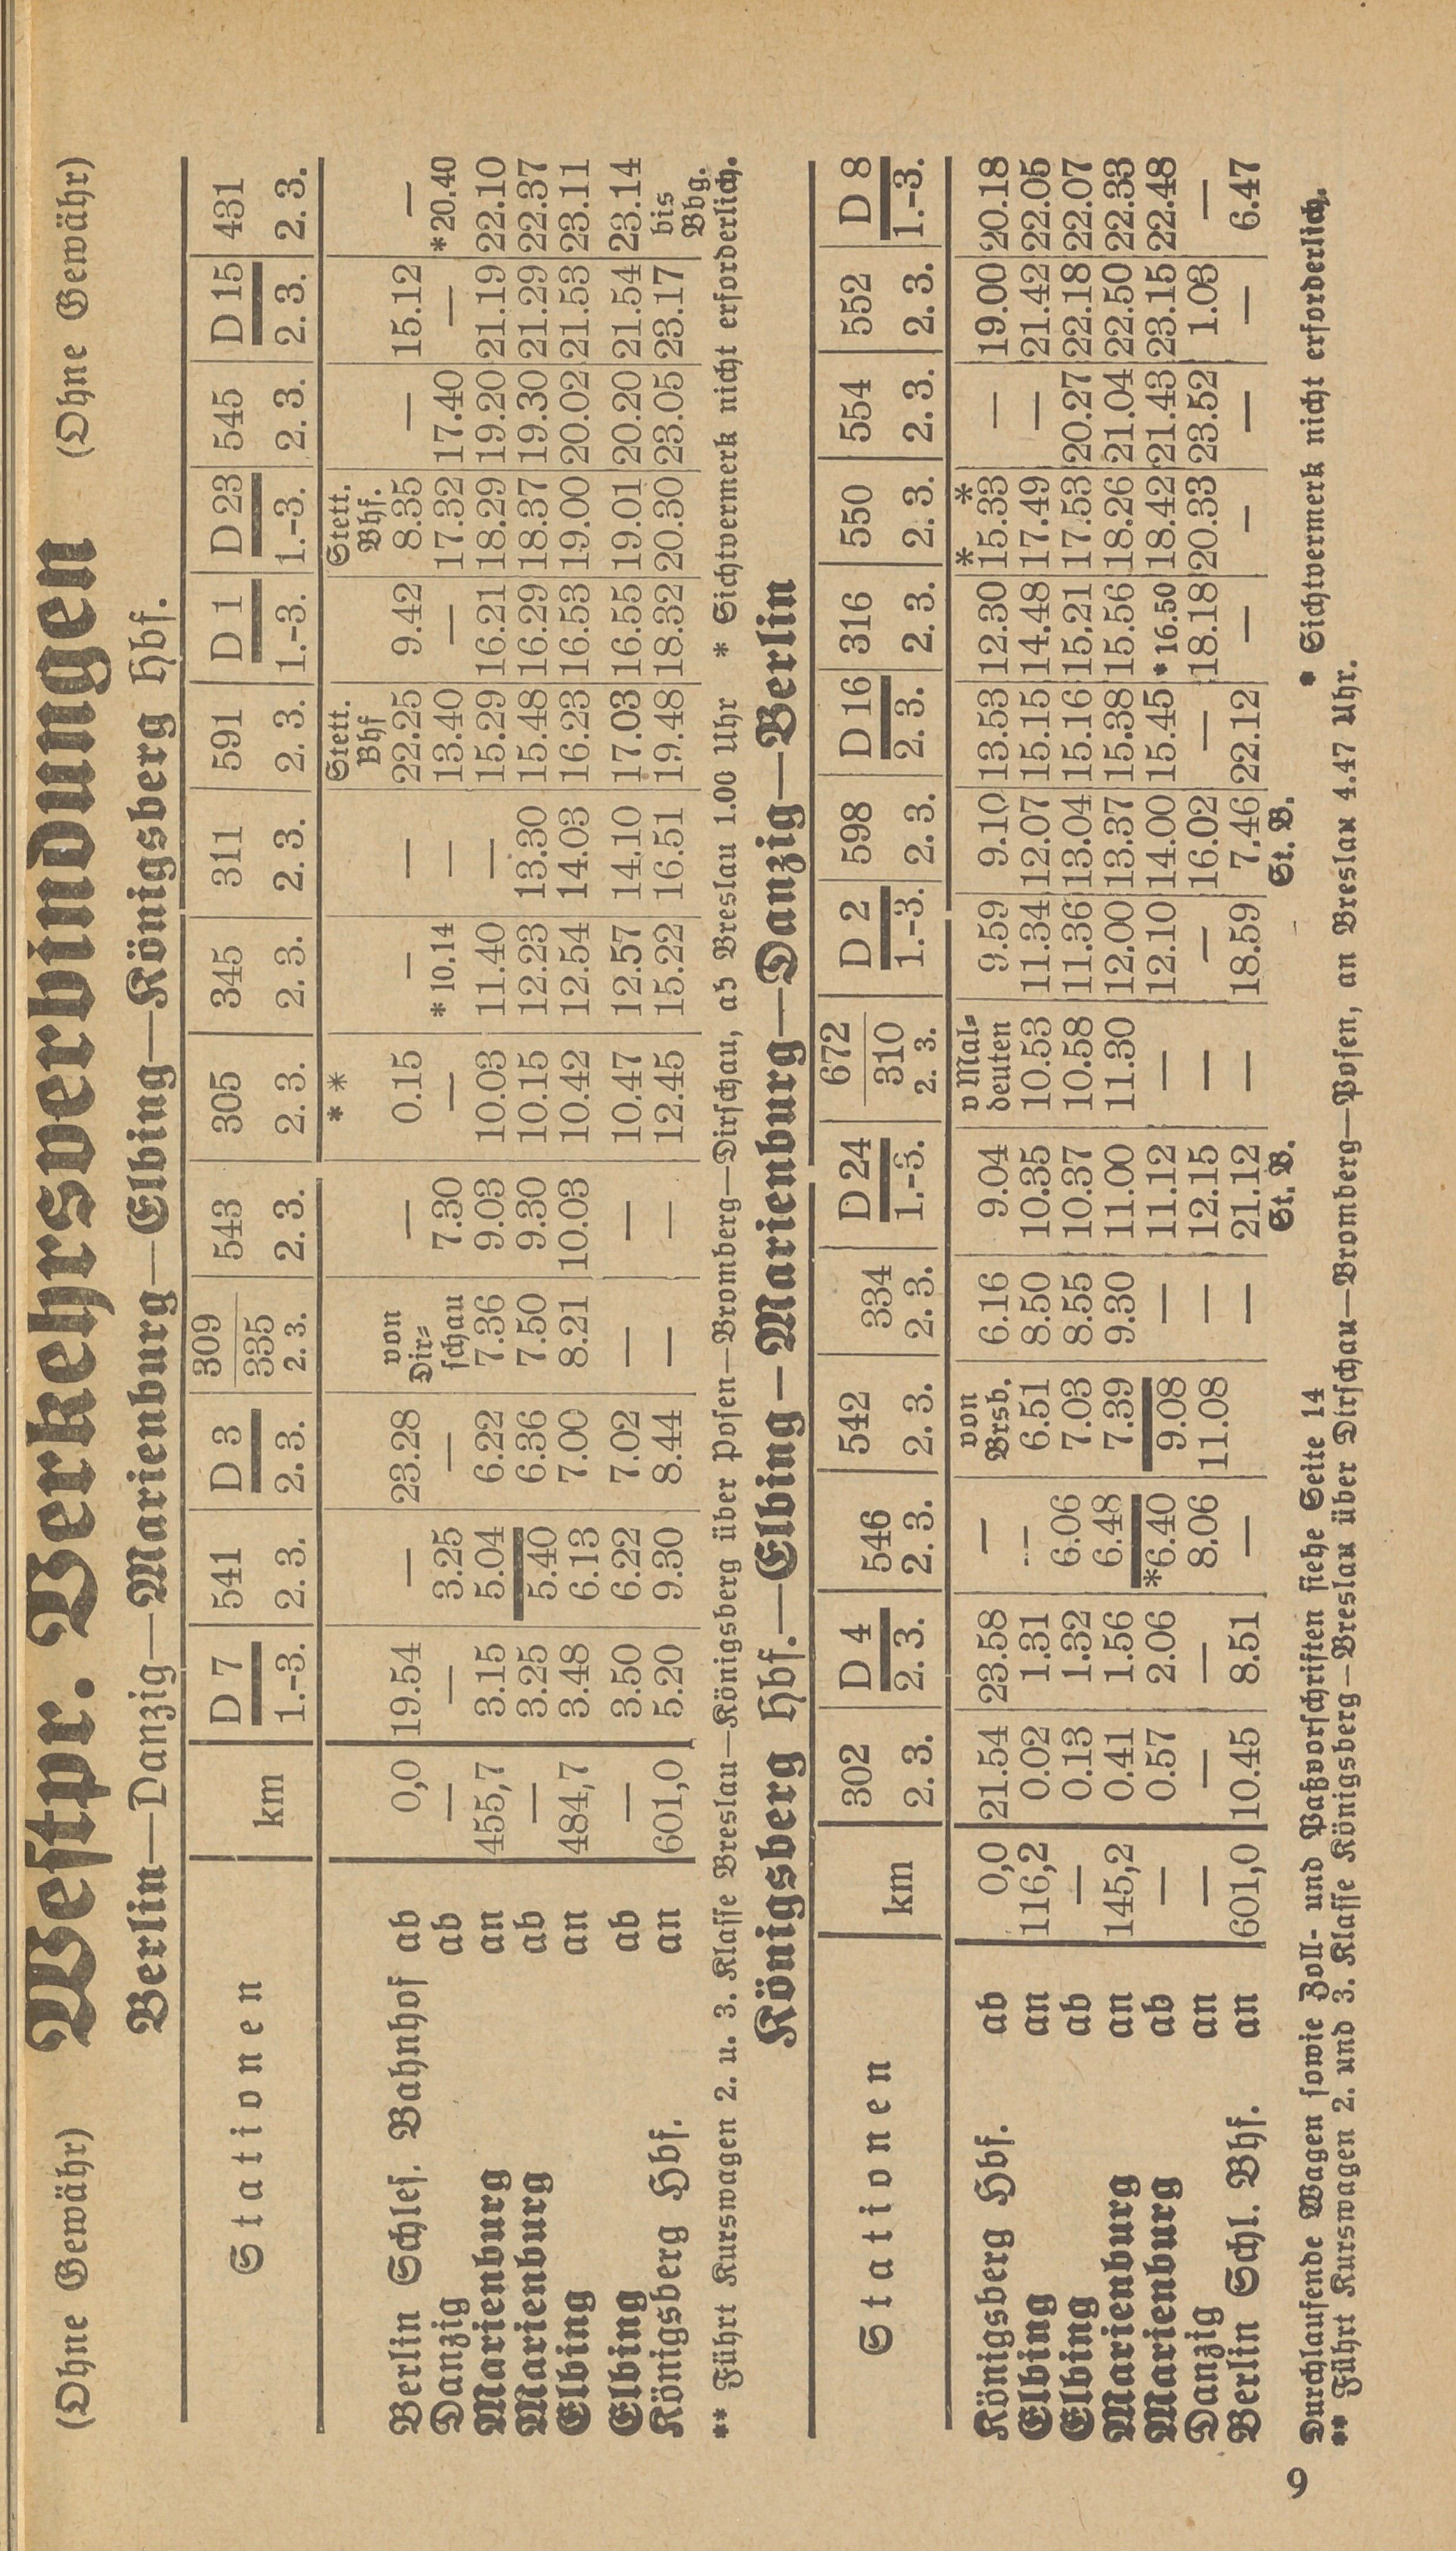 (Ohne Gewähr) Westpr. Verkehrsverbindungen (Ohne Gewähr)
Berlin—Danzig—Marienburg—Elbing—Königsberg Hbf.
Stationen km D 7 541 D 3 309 543 305 345 311 591 D 1 D 23 545 D 15 431
335
1.-3. 2. 3. 2. 3. 2. 3. 2. 3. 2. 3. 2. 3. 2. 3. 2. 3. 1.-3. 1.-3. 2. 3. 2. 3. 2. 3.
** Stett. Bhf Stett. Bhf.
Berlin Schles. Bahnhof ab 0,0 19.54 — 23.28 von — 0.15 — — 22.25 9.42 8.35 — 15.12 —
Danzig ab — — 3.25 — Dir=schau 7.30 — *10.14 — 13.40 — 17.32 17.40 — *20.40
Marienburg an 455,7 3.15 5.04 6.22 7.36 9.03 10.03 11.40 — 15.29 16.21 18.29 19.20 21.19 22.10
Marienburg ab — 3.25 5.40 6.36 7.50 9.30 10.15 12.23 13.30 15.48 16.29 18.37 19.30 21.29 22.37
Elbing an 484,7 3.48 6.13 7.00 8.21 10.03 10.42 12.54 14.03 16.23 16.53 19.00 20.02 21.53 23.11
Elbing ab — 3.50 6.22 7.02 — — 10.47 12.57 14.10 17.03 16.55 19.01 20.20 21.54 23.14
Königsberg Hbf. an 601,0 5.20 9.30 8.44 — — 12.45 15.22 16.51 19.48 18.32 20.30 23.05 23.17 bis Bbg.
** Führt Kurswagen 2. u. 3. Klasse Breslau—Königsberg über Posen—Bromberg—Dirschau, ab Breslau 1.00 Uhr * Sichtvermerk nicht erforderlich.
Königsberg Hbf.—Elbing—Marienburg—Danzig—Berlin
Stationen km 302 D 4 546 542 334 D 24 672 D 2 598 D 16 316 550 554 552 D 8
310
2. 3. 2. 3. 2. 3. 2. 3. 2. 3. 1.-3. 2. 3. 1.-3. 2. 3. 2. 3. 2. 3. 2. 3. 2. 3. 2. 3. 1.-3.
* *
Königsberg Hbf. ab 0,0 21.54 23.58 — von Brsb. 6.16 9.04 v Mal=deuten 9.59 9.10 13.53 12.30 15.33 — 19.00 20.18
Elbing an 116,2 0.02 1.31 — 6.51 8.50 10.35 10.53 11.34 12.07 15.15 14.48 17.49 — 21.42 22.05
Elbing ab — 0.13 1.32 6.06 7.03 8.55 10.37 10.58 11.36 13.04 15.16 15.21 17.53 20.27 22.18 22.07
Marienburg an 145,2 0.41 1.56 6.48 7.39 9.30 11.00 11.30 12.00 13.37 15.38 15.56 18.26 21.04 22.50 22.33
Marienburg ab — 0.57 2.06 *6.40 9.08 — 11.12 — 12.10 14.00 15.45 *16.50 18.42 21.43 23.15 22.48
Danzig an — — — 8.06 11.08 — 12.15 — — 16.02 — 18.18 20.33 23.52 1.03 —
Berlin Schl. Bhf. an 601,0 10.45 8.51 — — 21.12 — 18.59 7.46 22.12 — — — — 6.47
St. B. St. B.
Durchlaufende Wagen sowie Zoll- und Paßvorschriften siehe Seite 14 * Sichtvermerk nicht erforderlich.
** Führt Kurswagen 2. und 3. Klasse Königsberg—Breslau über Dirschau—Bromberg—Posen, an Breslau 4.47 Uhr.
9